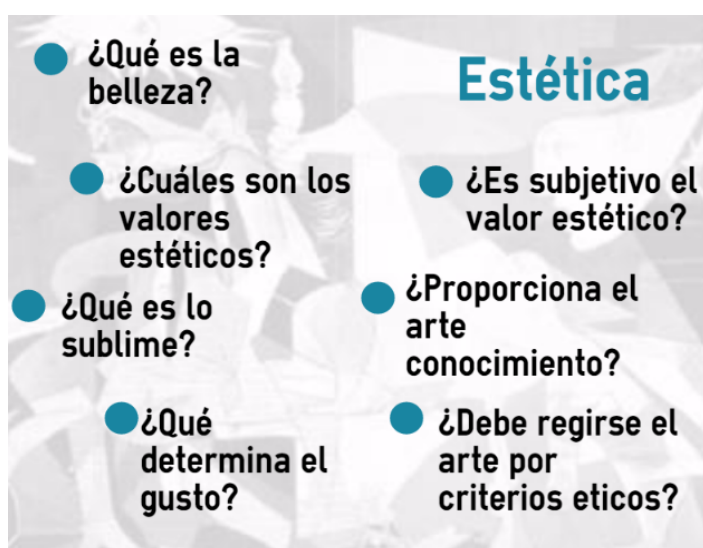 Estética
¿Qué es la
belleza?
¿Cuáles son los
valores
estéticos?
¿Es subjetivo el
valor estético?
¿Qué es lo
sublime?
¿Proporciona el
arte
conocimiento?
¿Qué
determina el
gusto?
¿Debe regirse el
arte por
criterios eticos?